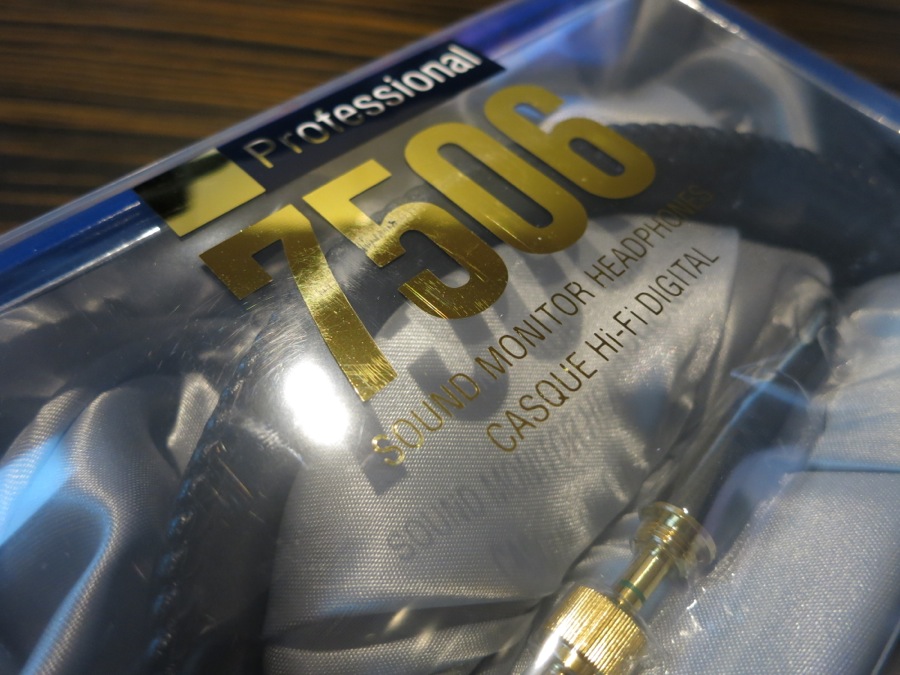 Professional
7506
SOUND MONITOR HEADPHONES
CASQUE Hi-Fi DIGITAL